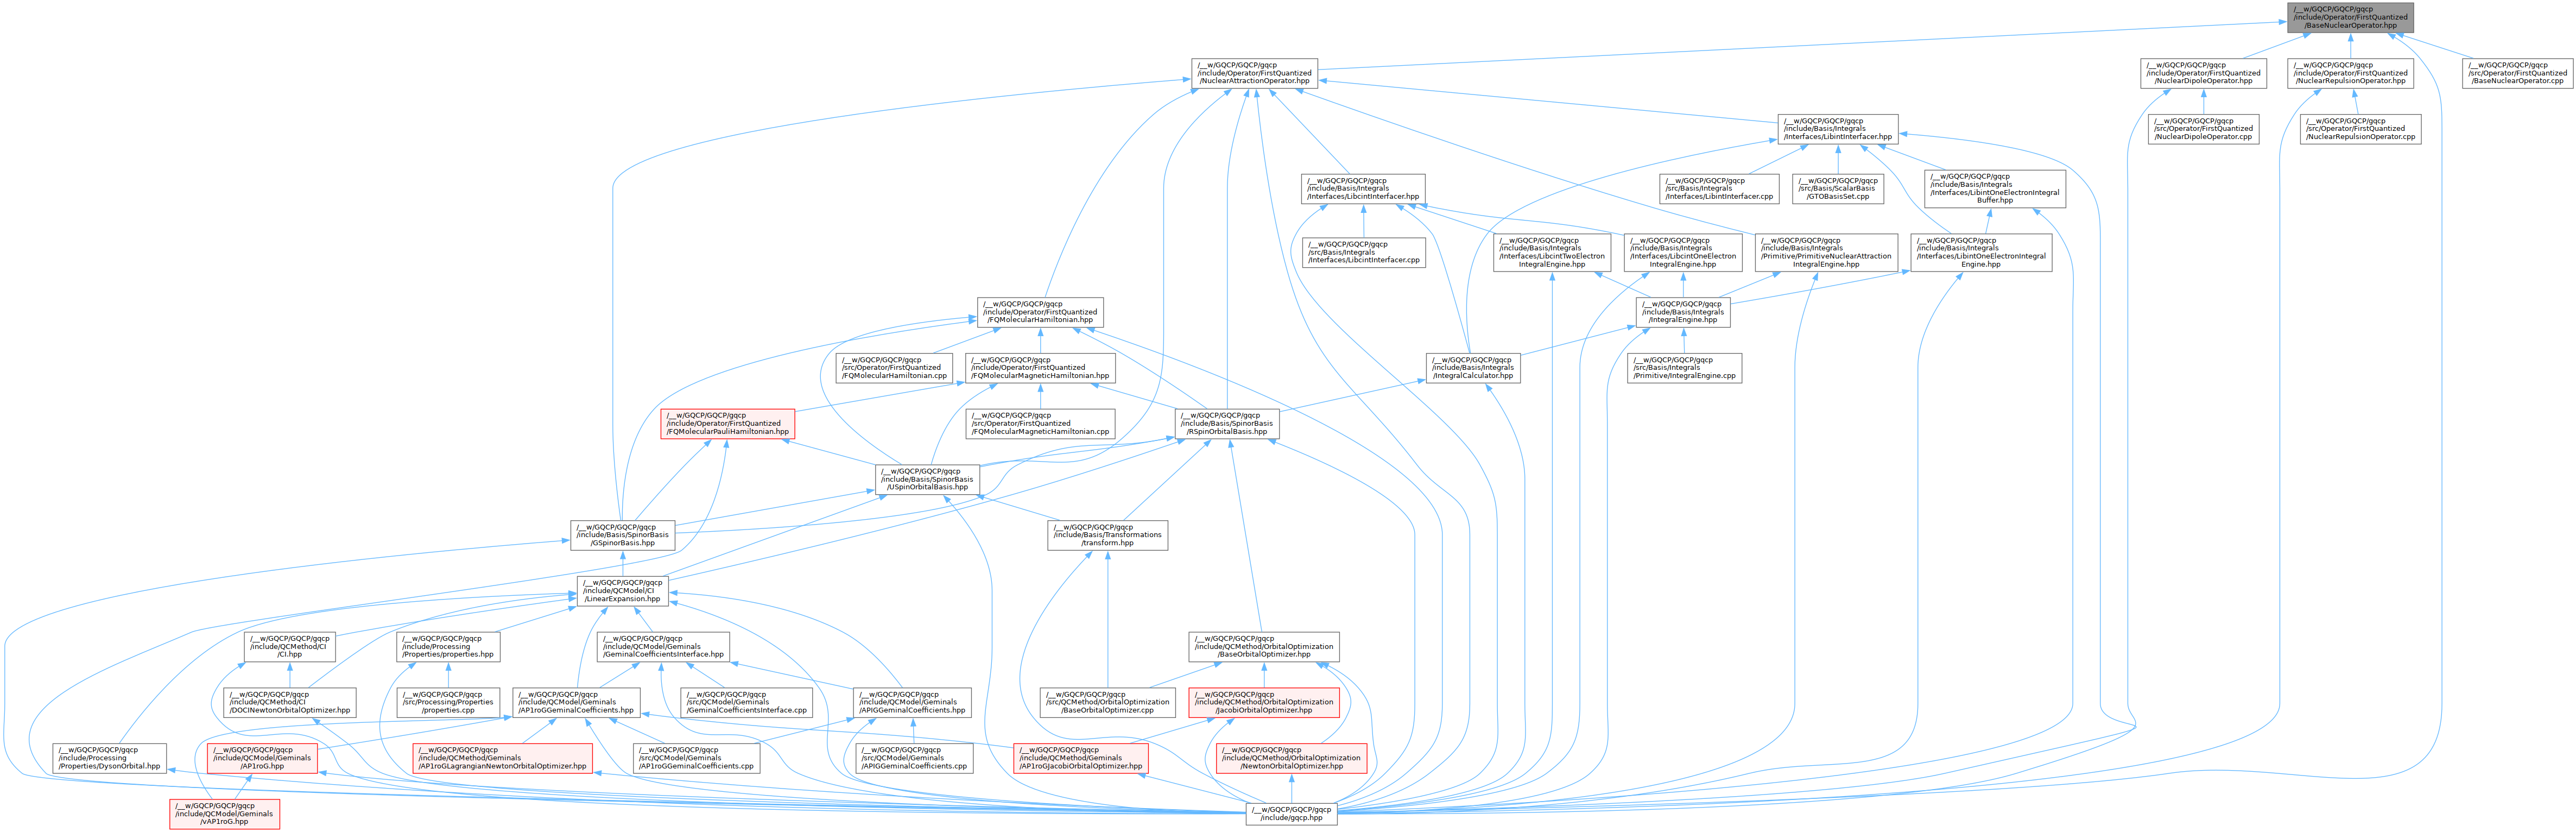 /__w/GQCP/GQCP/gqcp
/include/Operator/FirstQuantized
/BaseNuclearOperator.hpp
/__w/GQCP/GQCP/gqcp
/include/Operator/FirstQuantized
/NuclearAttractionOperator.hpp
/__w/GQCP/GQCP/gqcp
/include/Operator/FirstQuantized
/NuclearDipoleOperator.hpp
/__w/GQCP/GQCP/gqcp
/include/Operator/FirstQuantized
/NuclearRepulsionOperator.hpp
/__w/GQCP/GQCP/gqcp
/src/Operator/FirstQuantized
/BaseNuclearOperator.cpp
/__w/GQCP/GQCP/gqcp
/include/Basis/Integrals
/Interfaces/LibintInterfacer.hpp
/__w/GQCP/GQCP/gqcp
/src/Operator/FirstQuantized
/NuclearDipoleOperator.cpp
/__w/GQCP/GQCP/gqcp
/src/Operator/FirstQuantized
/NuclearRepulsionOperator.cpp
/__w/GQCP/GQCP/gqcp
/include/Basis/Integrals
/Interfaces/LibcintInterfacer.hpp
/__w/GQCP/GQCP/gqcp
/src/Basis/Integrals
/Interfaces/LibintInterfacer.cpp
/__w/GQCP/GQCP/gqcp
/src/Basis/ScalarBasis
/GTOBasisSet.cpp
/__w/GQCP/GQCP/gqcp
/include/Basis/Integrals
/Interfaces/LibintOneElectronIntegral
Buffer.hpp
/__w/GQCP/GQCP/gqcp
/src/Basis/Integrals
/Interfaces/LibcintInterfacer.cpp
/__w/GQCP/GQCP/gqcp
/include/Basis/Integrals
/Interfaces/LibcintTwoElectron
IntegralEngine.hpp
/__w/GQCP/GQCP/gqcp
/include/Basis/Integrals
/Interfaces/LibcintOneElectron
IntegralEngine.hpp
/__w/GQCP/GQCP/gqcp
/include/Basis/Integrals
/Primitive/PrimitiveNuclearAttraction
IntegralEngine.hpp
/__w/GQCP/GQCP/gqcp
/include/Basis/Integrals
/Interfaces/LibintOneElectronIntegral
Engine.hpp
/__w/GQCP/GQCP/gqcp
/include/Operator/FirstQuantized
/FQMolecularHamiltonian.hpp
/__w/GQCP/GQCP/gqcp
/include/Basis/Integrals
/IntegralEngine.hpp
/__w/GQCP/GQCP/gqcp
/src/Operator/FirstQuantized
/FQMolecularHamiltonian.cpp
/__w/GQCP/GQCP/gqcp
/include/Operator/FirstQuantized
/FQMolecularMagneticHamiltonian.hpp
/__w/GQCP/GQCP/gqcp
/include/Basis/Integrals
/IntegralCalculator.hpp
/__w/GQCP/GQCP/gqcp
/src/Basis/Integrals
/Primitive/IntegralEngine.cpp
/__w/GQCP/GQCP/gqcp
/include/Operator/FirstQuantized
/FQMolecularPauliHamiltonian.hpp
/__w/GQCP/GQCP/gqcp
/src/Operator/FirstQuantized
/FQMolecularMagneticHamiltonian.cpp
/__w/GQCP/GQCP/gqcp
/include/Basis/SpinorBasis
/RSpinOrbitalBasis.hpp
/__w/GQCP/GQCP/gqcp
/include/Basis/SpinorBasis
/USpinOrbitalBasis.hpp
/__w/GQCP/GQCP/gqcp
/include/Basis/SpinorBasis
/GSpinorBasis.hpp
/__w/GQCP/GQCP/gqcp
/include/Basis/Transformations
/transform.hpp
/__w/GQCP/GQCP/gqcp
/include/QCModel/CI
/LinearExpansion.hpp
/__w/GQCP/GQCP/gqcp
/include/QCMethod/CI
/CI.hpp
/__w/GQCP/GQCP/gqcp
/include/Processing
/Properties/properties.hpp
/__w/GQCP/GQCP/gqcp
/include/QCModel/Geminals
/GeminalCoefficientsInterface.hpp
/__w/GQCP/GQCP/gqcp
/include/QCMethod/OrbitalOptimization
/BaseOrbitalOptimizer.hpp
/__w/GQCP/GQCP/gqcp
/include/QCMethod/CI
/DOCINewtonOrbitalOptimizer.hpp
/__w/GQCP/GQCP/gqcp
/src/Processing/Properties
/properties.cpp
/__w/GQCP/GQCP/gqcp
/include/QCModel/Geminals
/AP1roGGeminalCoefficients.hpp
/__w/GQCP/GQCP/gqcp
/src/QCModel/Geminals
/GeminalCoefficientsInterface.cpp
/__w/GQCP/GQCP/gqcp
/include/QCModel/Geminals
/APIGGeminalCoefficients.hpp
/__w/GQCP/GQCP/gqcp
/src/QCMethod/OrbitalOptimization
/BaseOrbitalOptimizer.cpp
/__w/GQCP/GQCP/gqcp
/include/QCMethod/OrbitalOptimization
/JacobiOrbitalOptimizer.hpp
/__w/GQCP/GQCP/gqcp
/include/Processing
/Properties/DysonOrbital.hpp
/__w/GQCP/GQCP/gqcp
/include/QCModel/Geminals
/AP1roG.hpp
/__w/GQCP/GQCP/gqcp
/include/QCMethod/Geminals
/AP1roGLagrangianNewtonOrbitalOptimizer.hpp
/__w/GQCP/GQCP/gqcp
/src/QCModel/Geminals
/AP1roGGeminalCoefficients.cpp
/__w/GQCP/GQCP/gqcp
/src/QCModel/Geminals
/APIGGeminalCoefficients.cpp
/__w/GQCP/GQCP/gqcp
/include/QCMethod/Geminals
/AP1roGJacobiOrbitalOptimizer.hpp
/__w/GQCP/GQCP/gqcp
/include/QCMethod/OrbitalOptimization
/NewtonOrbitalOptimizer.hpp
/__w/GQCP/GQCP/gqcp
/include/QCModel/Geminals
/vAP1roG.hpp
/__w/GQCP/GQCP/gqcp
/include/gqcp.hpp